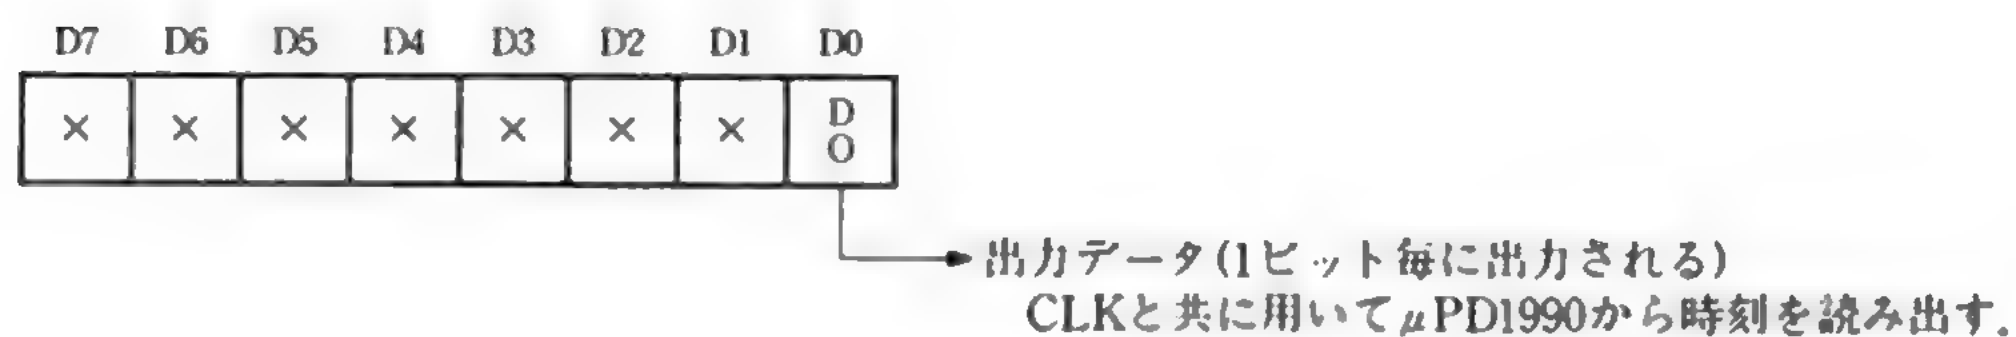 D7 D6 D5 D4 D3 D2 D1 D0
× × × × × × × D
O
出力データ(1ビット毎に出力される)
CLKと共に用いてμPD1990から時刻を読み出す。